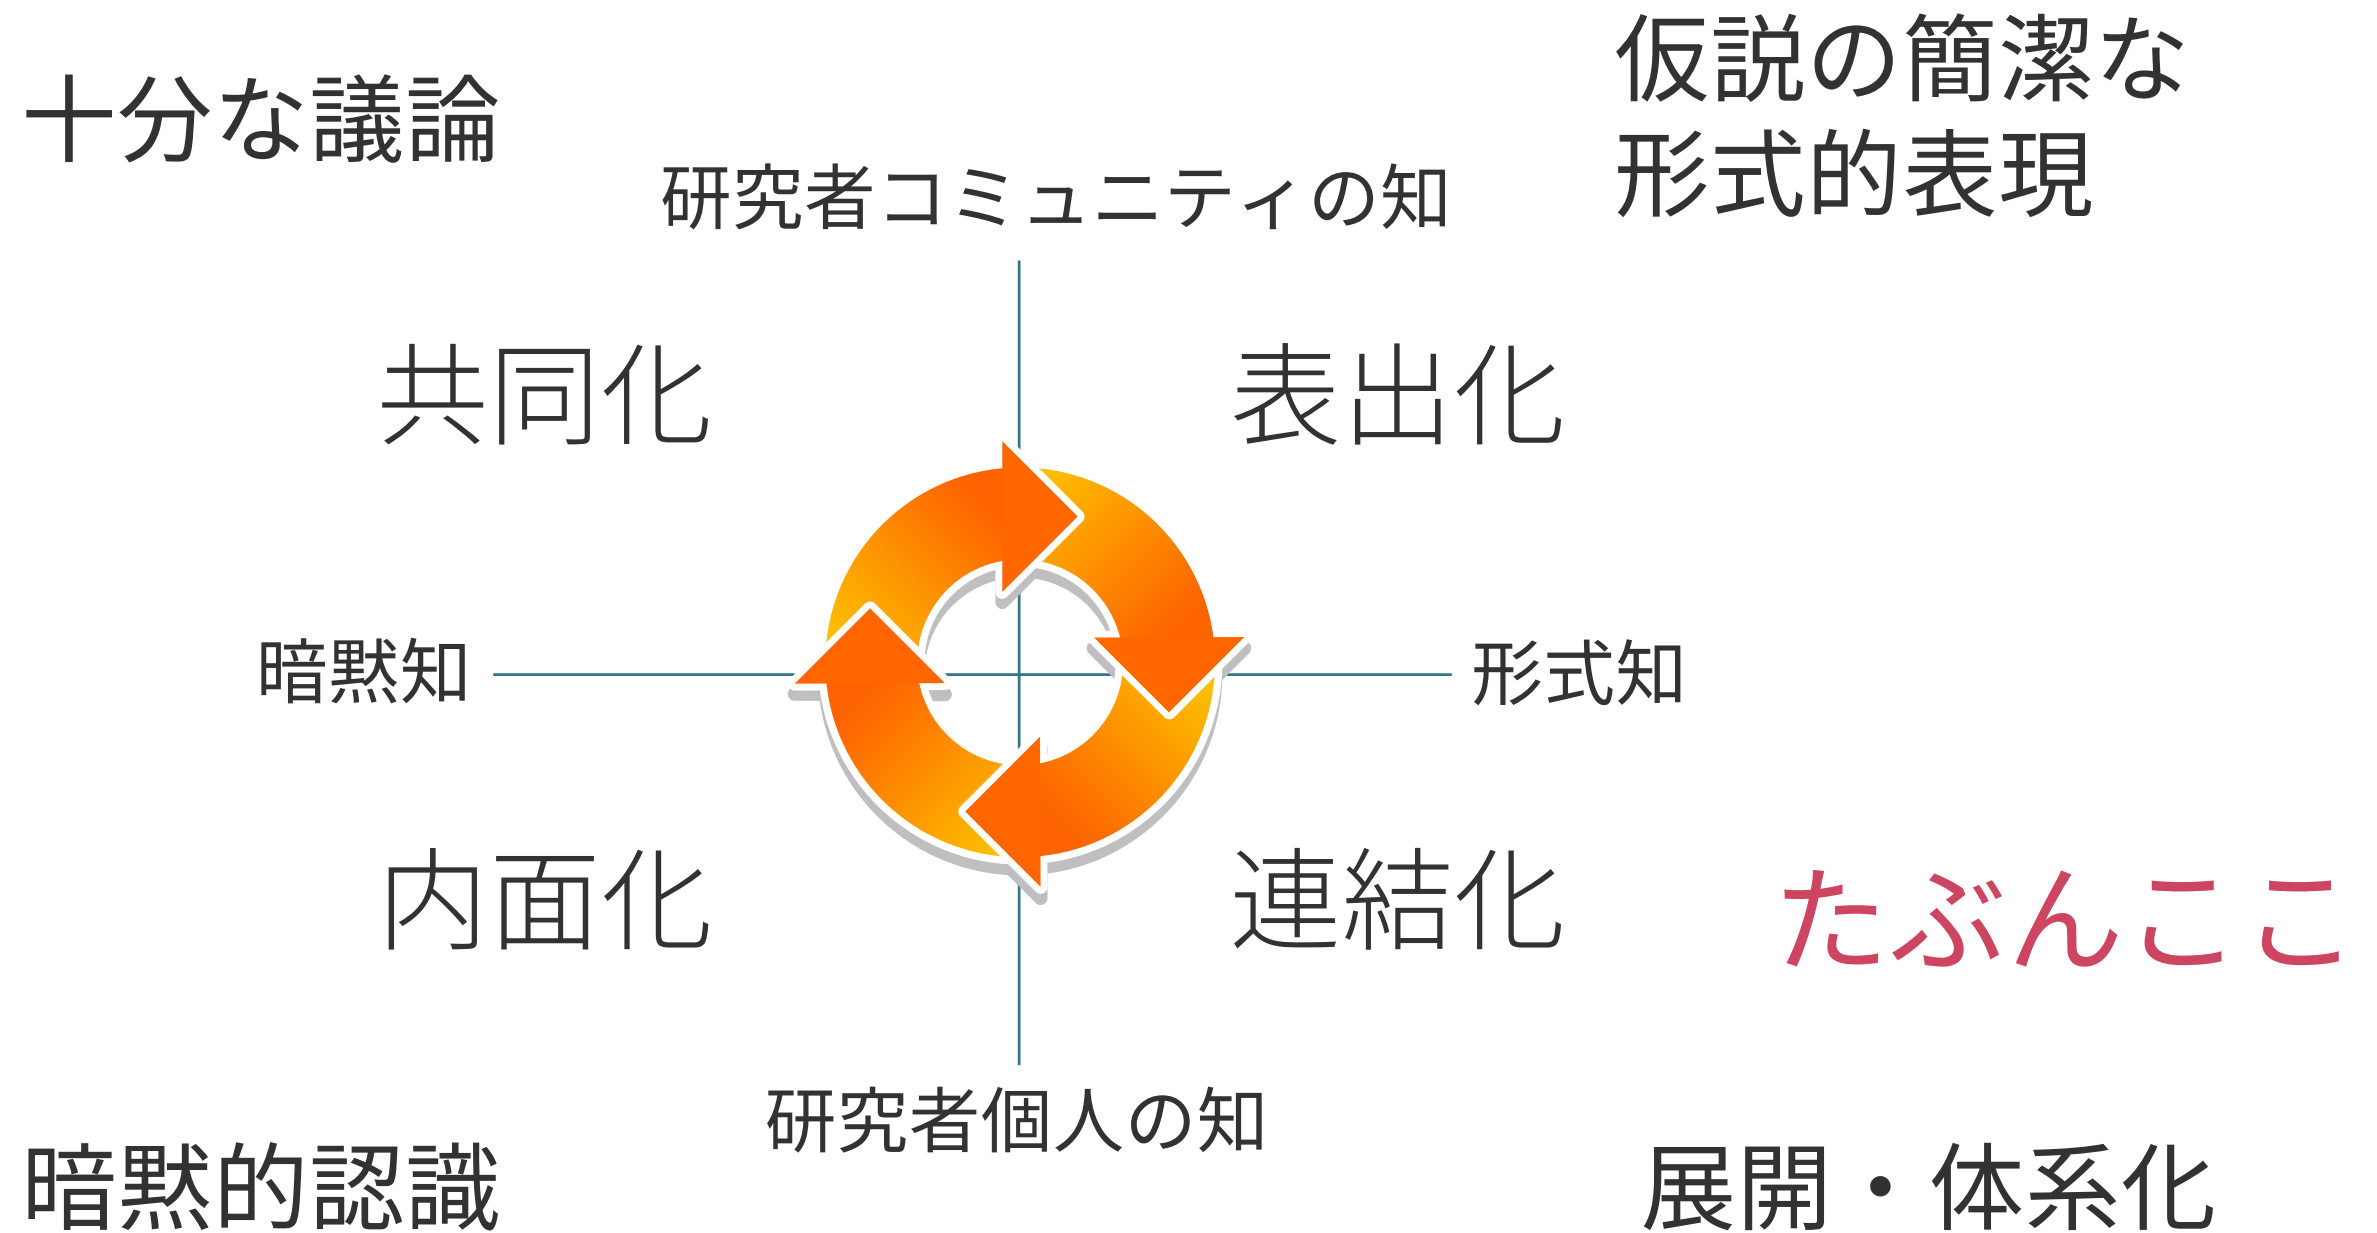 十分な議論
仮説の簡潔な
形式的表現
研究者コミュニティの知
共同化
表出化
暗黙知
形式知
内面化
連結化
たぶんここ
研究者個人の知
暗黙的認識
展開・体系化